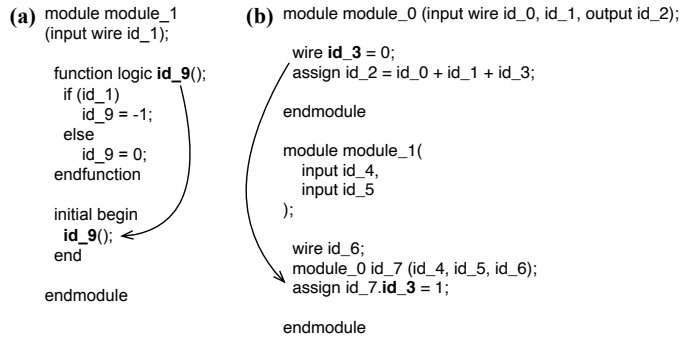 (a) module module_1
(input wire id_1);
function logic id_9();
if (id_1)
id_9 = -1;
else
id_9 = 0;
endfunction
initial begin
id_9();
end
endmodule
(b) module module_0 (input wire id_0, id_1, output id_2);
wire id_3 = 0;
assign id_2 = id_0 + id_1 + id_3;
endmodule
module module_1(
input id_4,
input id_5
);
wire id_6;
module_0 id_7 (id_4, id_5, id_6);
assign id_7.id_3 = 1;
endmodule